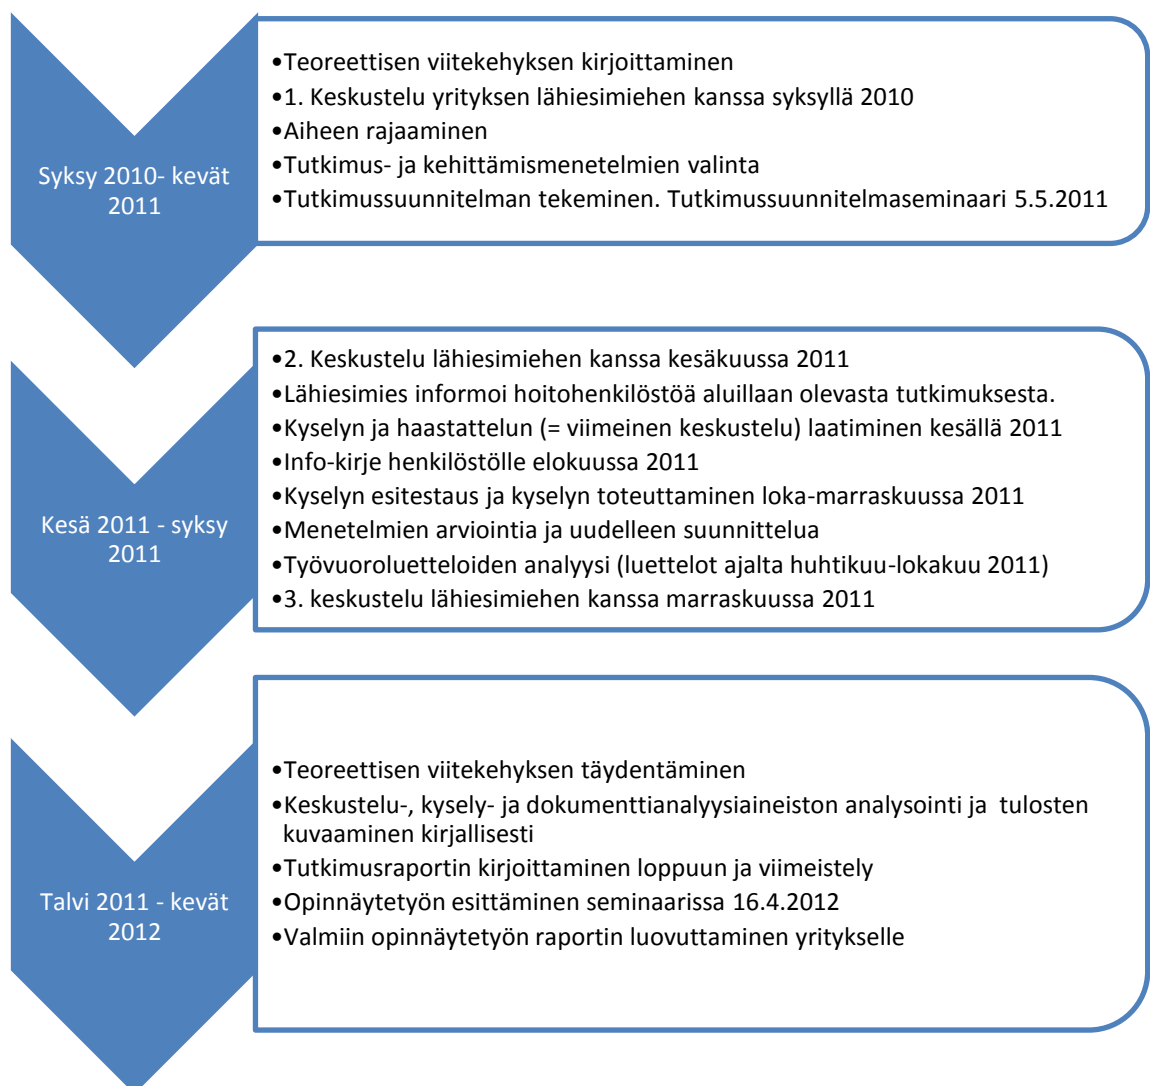 Syksy 2010- kevät
2011
•Teoreettisen viitekehyksen kirjoittaminen
•1. Keskustelu yrityksen lähiesimiehen kanssa syksyllä 2010
•Aiheen rajaaminen
•Tutkimus- ja kehittämismenetelmien valinta
•Tutkimussuunnitelman tekeminen. Tutkimussuunnitelmaseminaari 5.5.2011
Kesä 2011 - syksy
2011
•2. Keskustelu lähiesimiehen kanssa kesäkuussa 2011
•Lähiesimies informoi hoitohenkilöstöä aluillaan olevasta tutkimuksesta.
•Kyselyn ja haastattelun (= viimeinen keskustelu) laatiminen kesällä 2011
•Info-kirje henkilöstölle elokuussa 2011
•Kyselyn esitestaus ja kyselyn toteuttaminen loka-marraskuussa 2011
•Menetelmien arviointia ja uudelleen suunnittelua
•Työvuoroluetteloiden analyysi (luettelot ajalta huhtikuu-lokakuu 2011)
•3. keskustelu lähiesimiehen kanssa marraskuussa 2011
Talvi 2011 - kevät
2012
•Teoreettisen viitekehyksen täydentäminen
•Keskustelu-, kysely- ja dokumenttianalyysiaineiston analysointi ja tulosten
kuvaaminen kirjallisesti
•Tutkimusraportin kirjoittaminen loppuun ja viimeistely
•Opinnäytetyön esittäminen seminaarissa 16.4.2012
•Valmiin opinnäytetyön raportin luovuttaminen yritykselle